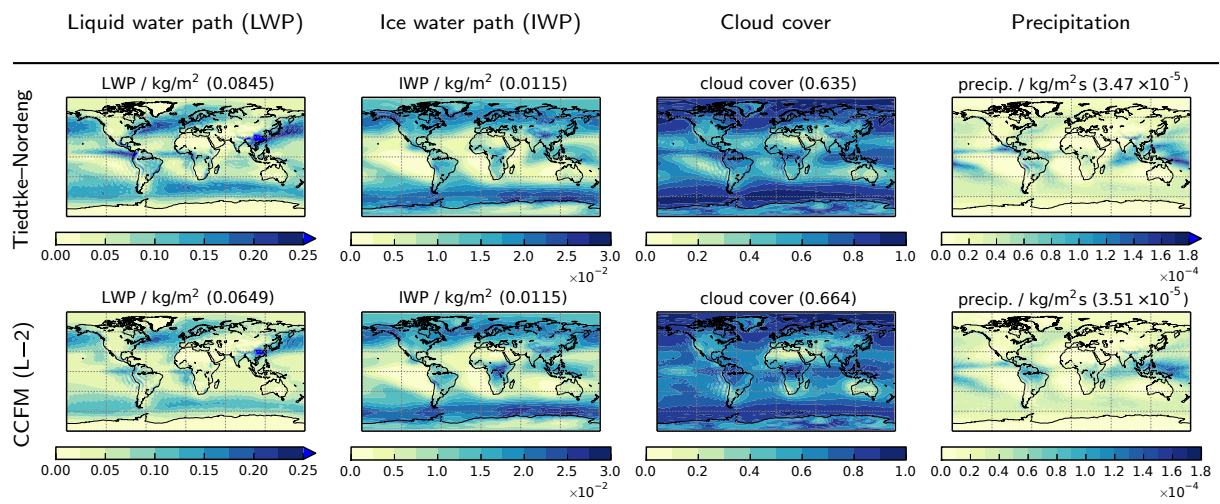 Liquid water path (LWP) Ice water path (IWP) Cloud cover Precipitation
Tiedtke–Nordeng
LWP / kg/m² (0.0845) IWP / kg/m² (0.0115) cloud cover (0.635) precip. / kg/m²s (3.47 ×10⁻⁵)
0.00 0.05 0.10 0.15 0.20 0.25 0.0 0.5 1.0 1.5 2.0 2.5 3.0 0.0 0.2 0.4 0.6 0.8 1.0 0.0 0.2 0.4 0.6 0.8 1.0 1.2 1.4 1.6 1.8
×10⁻² ×10⁻⁴
CCFM (L—2)
LWP / kg/m² (0.0649) IWP / kg/m² (0.0115) cloud cover (0.664) precip. / kg/m²s (3.51 ×10⁻⁵)
0.00 0.05 0.10 0.15 0.20 0.25 0.0 0.5 1.0 1.5 2.0 2.5 3.0 0.0 0.2 0.4 0.6 0.8 1.0 0.0 0.2 0.4 0.6 0.8 1.0 1.2 1.4 1.6 1.8
×10⁻² ×10⁻⁴